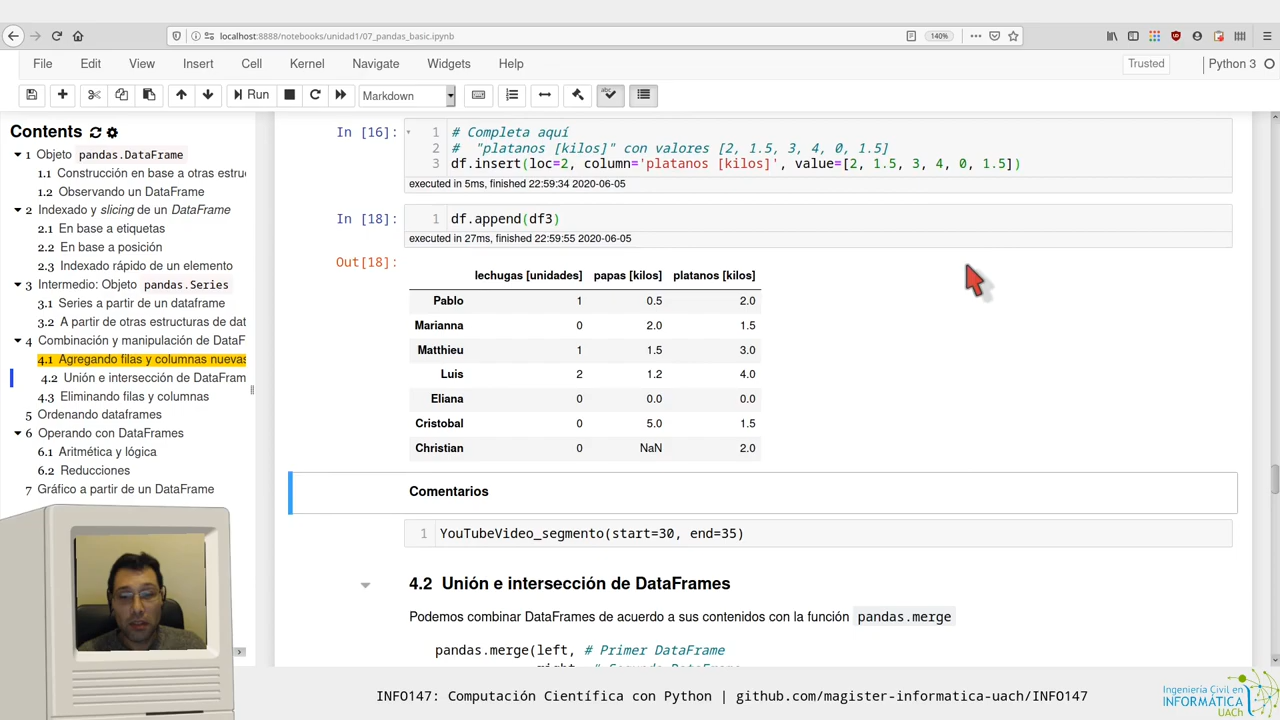 localhost:8888/notebooks/unidad1/07_pandas_basic.ipynb
140%
File Edit View Insert Cell Kernel Navigate Widgets Help
Trusted
Python 3
Run
Markdown
Contents
1 Objeto pandas.DataFrame
1.1 Construcción en base a otras estru
1.2 Observando un DataFrame
2 Indexado y slicing de un DataFrame
2.1 En base a etiquetas
2.2 En base a posición
2.3 Indexado rápido de un elemento
3 Intermedio: Objeto pandas.Series
3.1 Series a partir de un dataframe
3.2 A partir de otras estructuras de dat
4 Combinación y manipulación de DataF
4.1 Agregando filas y columnas nuevas
4.2 Unión e intersección de DataFram
4.3 Eliminando filas y columnas
5 Ordenando dataframes
6 Operando con DataFrames
6.1 Aritmética y lógica
6.2 Reducciones
7 Gráfico a partir de un DataFrame
In [16]:
1 # Completa aquí
2 # "platanos [kilos]" con valores [2, 1.5, 3, 4, 0, 1.5]
3 df.insert(loc=2, column='platanos [kilos]', value=[2, 1.5, 3, 4, 0, 1.5])
executed in 5ms, finished 22:59:34 2020-06-05
In [18]: 1 df.append(df3)
executed in 27ms, finished 22:59:55 2020-06-05
Out[18]:
lechugas [unidades] papas [kilos] platanos [kilos]
Pablo 1 0.5 2.0
Marianna 0 2.0 1.5
Matthieu 1 1.5 3.0
Luis 2 1.2 4.0
Eliana 0 0.0 0.0
Cristobal 0 5.0 1.5
Christian 0 NaN 2.0
Comentarios
1 YouTubeVideo_segmento(start=30, end=35)
4.2 Unión e intersección de DataFrames
Podemos combinar DataFrames de acuerdo a sus contenidos con la función pandas.merge
pandas.merge(left, # Primer DataFrame
INFO147: Computación Científica con Python | github.com/magister-informatica-uach/INFO147
Ingeniería Civil en
INFORMÁTICA
UACh